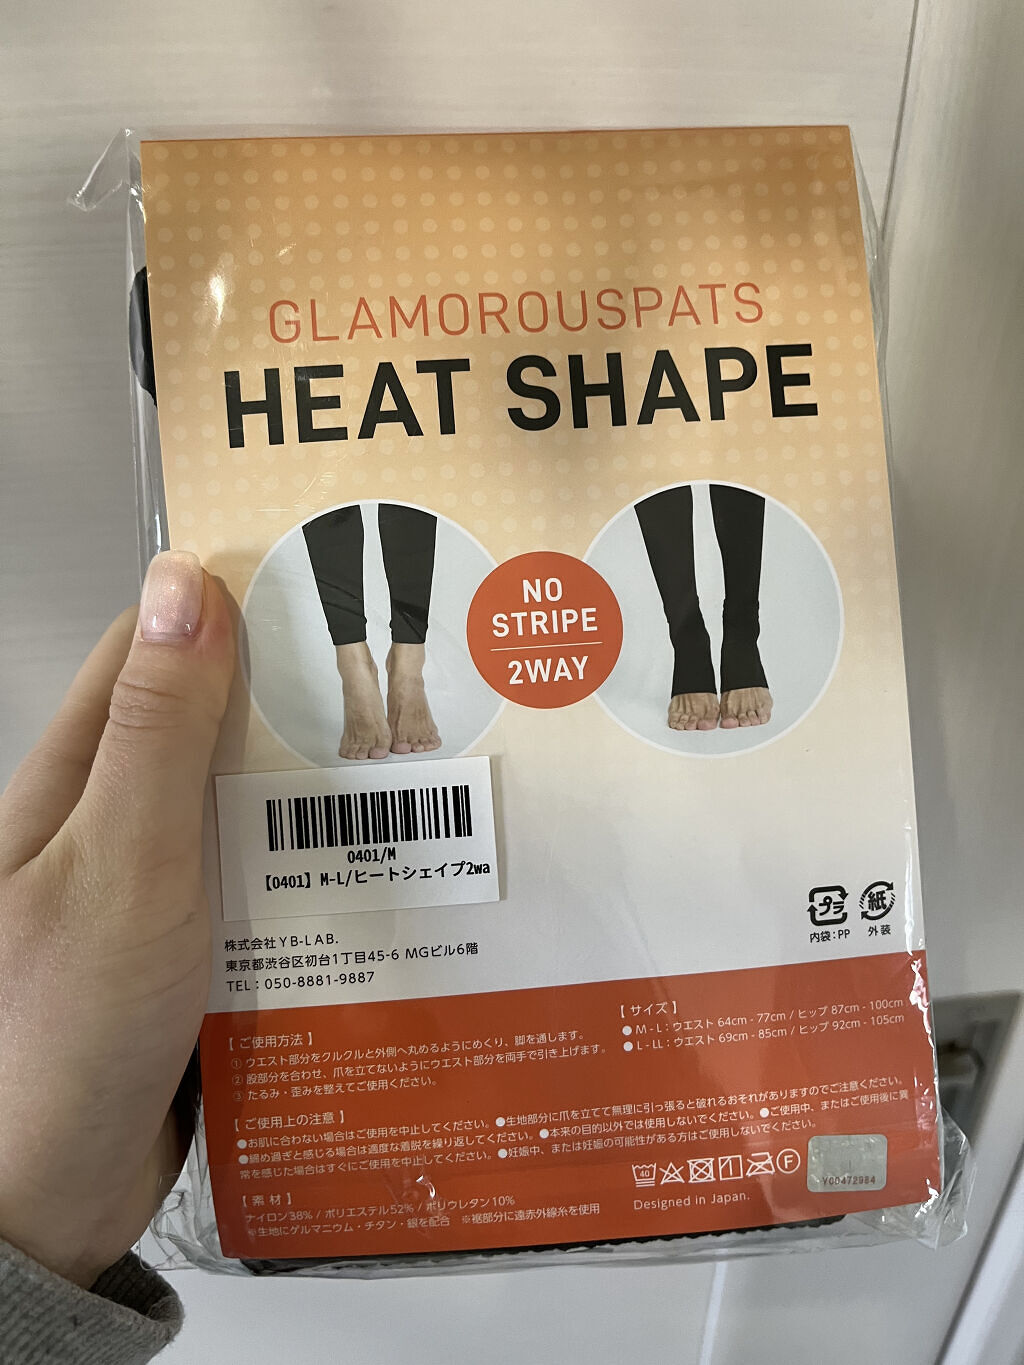 GLAMOROUSPATS
HEAT SHAPE
NO
STRIPE
2WAY
0401/M
【0401】M-L/ヒートシェイプ2wa
プラ
紙
内袋:PP
外装
株式会社YB-LAB.
東京都渋谷区初台1丁目45-6 MGビル6階
TEL:050-8881-9887
【ご使用方法】
① ウエスト部分をクルクルと外側へ丸めるようにめくり、脚を通します。
② 股部分を合わせ、爪を立てないようにウエスト部分を両手で引き上げます。
③ たるみ・歪みを整えてご使用ください。
【サイズ】
● M-L:ウエスト 64cm - 77cm / ヒップ 87cm - 100cm
● L-LL:ウエスト 69cm - 85cm / ヒップ 92cm - 105cm
【ご使用上の注意】
●お肌に合わない場合はご使用を中止してください。●生地部分に爪を立てて無理に引っ張ると破れるおそれがありますのでご注意ください。
●締め過ぎと感じる場合は適度な着脱を繰り返してください。●本来の目的以外では使用しないでください。●ご使用中、またはご使用後に異
常を感じた場合はすぐにご使用を中止してください。●妊娠中、または妊娠の可能性がある方はご使用しないでください。
【素材】
ナイロン38% / ポリエステル52% / ポリウレタン10%
※生地にゲルマニウム・チタン・銀を配合 ※裾部分に遠赤外線糸を使用
40
F
Designed in Japan.
YG0472984